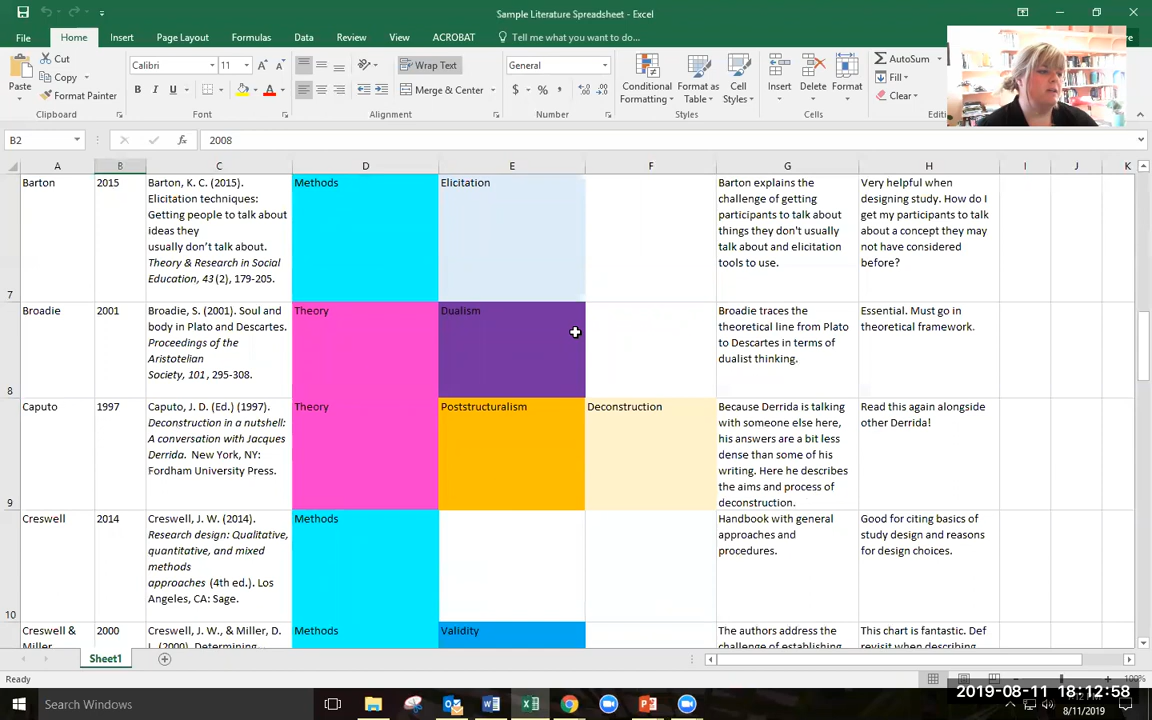 Sample Literature Spreadsheet - Excel
File Home Insert Page Layout Formulas Data Review View ACROBAT Tell me what you want to do...
Paste
Cut
Copy
Format Painter
Clipboard
Calibri 11
B I U
Font
Wrap Text
Merge & Center
Alignment
General
$ % ,
Number
Conditional Formatting
Format as Table
Cell Styles
Styles
Insert Delete Format
Cells
AutoSum
Fill
Clear
B2 fx 2008
A B C D E F G H I J K
7
Barton
2015
Barton, K. C. (2015).
Elicitation techniques:
Getting people to talk about
ideas they
usually don't talk about.
Theory & Research in Social
Education, 43 (2), 179-205.
Methods
Elicitation
Barton explains the
challenge of getting
participants to talk about
things they don't usually
talk about and elicitation
tools to use.
Very helpful when
designing study. How do I
get my participants to talk
about a concept they may
not have considered
before?
8
Broadie
2001
Broadie, S. (2001). Soul and
body in Plato and Descartes.
Proceedings of the
Aristotelian
Society, 101, 295-308.
Theory
Dualism
Broadie traces the
theoretical line from Plato
to Descartes in terms of
dualist thinking.
Essential. Must go in
theoretical framework.
9
Caputo
1997
Caputo, J. D. (Ed.) (1997).
Deconstruction in a nutshell:
A conversation with Jacques
Derrida. New York, NY:
Fordham University Press.
Theory
Poststructuralism
Deconstruction
Because Derrida is talking
with someone else here,
his answers are a bit less
dense than some of his
writing. Here he describes
the aims and process of
deconstruction.
Read this again alongside
other Derrida!
10
Creswell
2014
Creswell, J. W. (2014).
Research design: Qualitative,
quantitative, and mixed
methods
approaches (4th ed.). Los
Angeles, CA: Sage.
Methods
Handbook with general
approaches and
procedures.
Good for citing basics of
study design and reasons
for design choices.
Creswell &
Miller
2000
Creswell, J. W., & Miller, D.
L. (2000). Determining
Methods
Validity
The authors address the
challenge of establishing
This chart is fantastic. Def
revisit when describing
Sheet1
Ready
100%
Search Windows
2019-08-11 18:12:58
8/11/2019